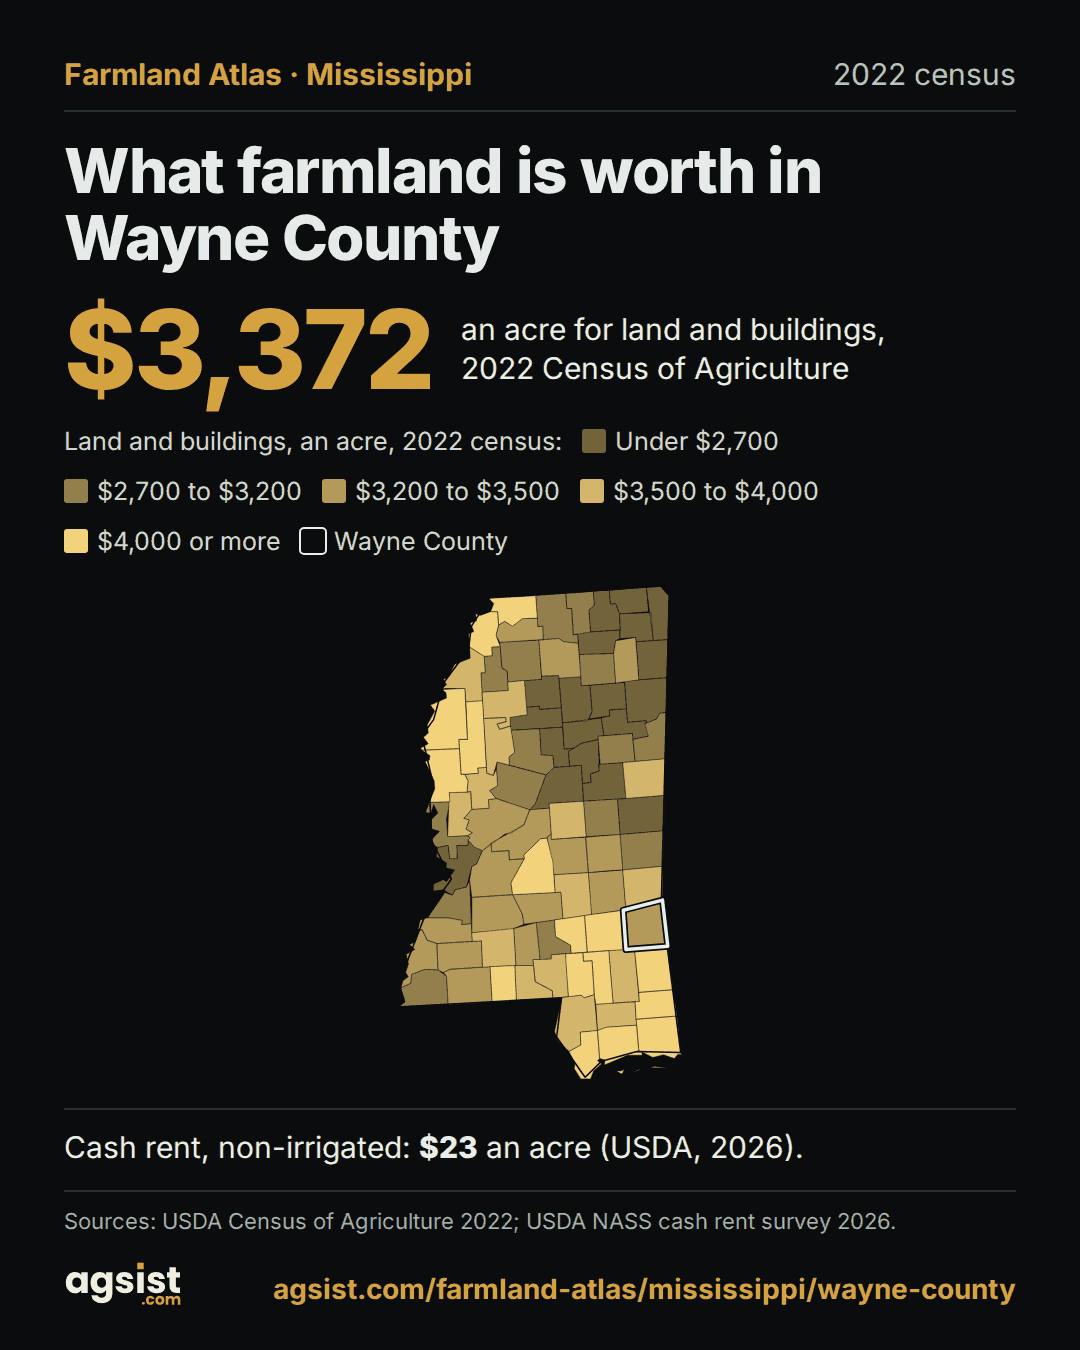 Farmland Atlas · Mississippi
2022 census
What farmland is worth in
Wayne County
$3,372
an acre for land and buildings,
2022 Census of Agriculture
Land and buildings, an acre, 2022 census: Under $2,700
$2,700 to $3,200 $3,200 to $3,500 $3,500 to $4,000
$4,000 or more Wayne County
Cash rent, non-irrigated: $23 an acre (USDA, 2026).
Sources: USDA Census of Agriculture 2022; USDA NASS cash rent survey 2026.
agsist
.com
agsist.com/farmland-atlas/mississippi/wayne-county